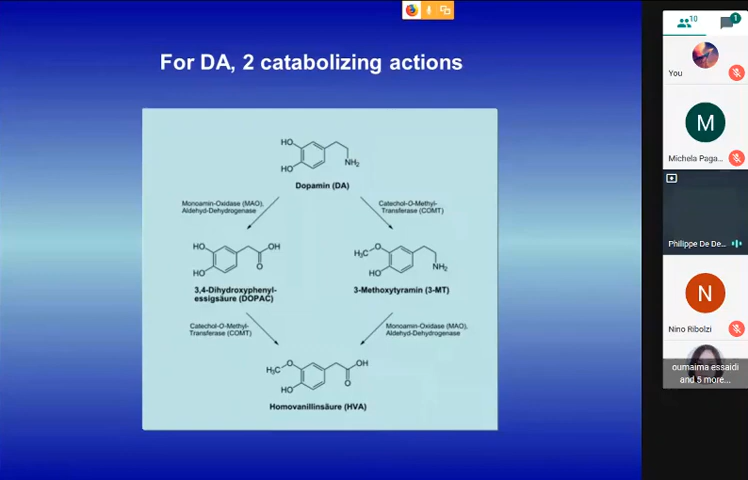 10
1
For DA, 2 catabolizing actions
You
M
Michela Paga...
HO
HO
NH2
Dopamin (DA)
Monoamin-Oxidase (MAO),
Aldehyd-Dehydrogenase
Catechol-O-Methyl-
Transferase (COMT)
Philippe De De...
HO
OH
HO
O
3,4-Dihydroxyphenyl-
essigsäure (DOPAC)
O
H3C
HO
NH2
3-Methoxytyramin (3-MT)
N
Nino Ribolzi
Catechol-O-Methyl-
Transferase (COMT)
Monoamin-Oxidase (MAO),
Aldehyd-Dehydrogenase
O
OH
H3C
HO
O
Homovanillinsäure (HVA)
oumaima essaidi
and 5 more...